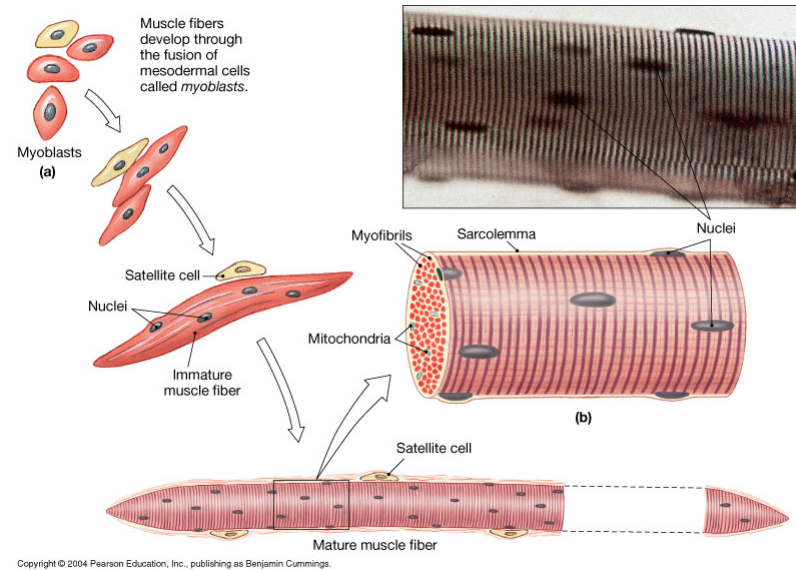 Muscle fibers
develop through
the fusion of
mesodermal cells
called myoblasts.
Myoblasts
(a)
Nuclei
Myofibrils
Sarcolemma
Satellite cell
Nuclei
Mitochondria
Immature
muscle fiber
(b)
Satellite cell
Mature muscle fiber
Copyright © 2004 Pearson Education, Inc., publishing as Benjamin Cummings.